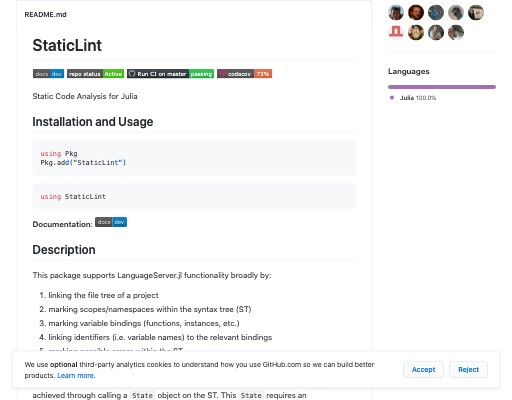 README.md
StaticLint
docs dev repo status Active Run CI on master passing codecov 73%
Static Code Analysis for Julia
Installation and Usage
using Pkg
Pkg.add("StaticLint")
using StaticLint
Documentation: docs dev
Description
This package supports LanguageServer.jl functionality broadly by:
1. linking the file tree of a project
2. marking scopes/namespaces within the syntax tree (ST)
3. marking variable bindings (functions, instances, etc.)
4. linking identifiers (i.e. variable names) to the relevant bindings
5. marking possible errors within the ST
We use optional third-party analytics cookies to understand how you use GitHub.com so we can build better
products. Learn more.
Accept Reject
achieved through calling a State object on the ST. This State requires an
Languages
Julia 100.0%